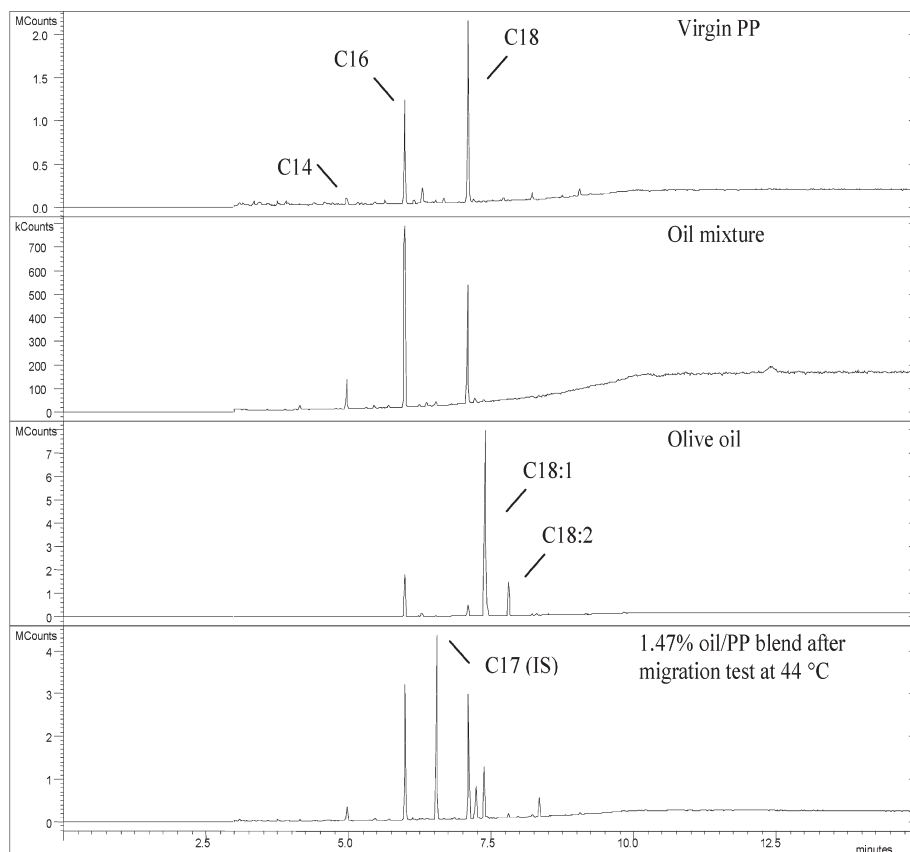 MCounts
Virgin PP
2.0
C18
C16
1.5
1.0
C14
0.5
0.0
kCounts
Oil mixture
700
600
500
400
300
200
100
0
MCounts
Olive oil
7
6
C18:1
5
4
C18:2
3
2
1
0
MCounts
1.47% oil/PP blend after
migration test at 44 °C
4
C17 (IS)
3
2
1
0
2.5
5.0
7.5
10.0
12.5
minutes